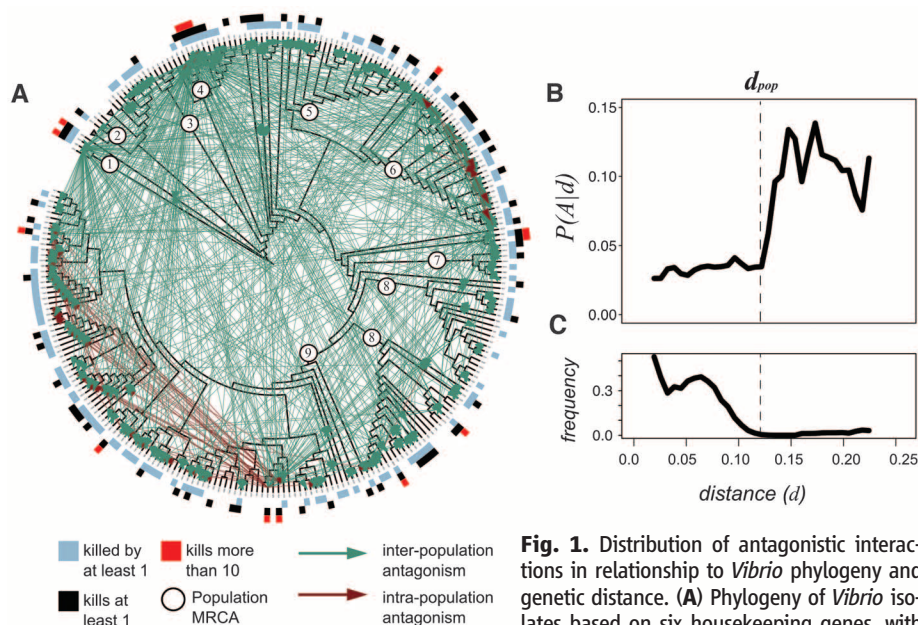 A
1
2
3
4
5
6
7
8
8
9
B
d_pop
0.15
0.10
0.05
0.00
P(A|d)
C
0.3
0.0
frequency
0.0 0.05 0.10 0.15 0.20 0.25
distance (d)
killed by
at least 1
kills more
than 10
inter-population
antagonism
kills at
least 1
Population
MRCA
intra-population
antagonism
Fig. 1. Distribution of antagonistic interac-
tions in relationship to Vibrio phylogeny and
genetic distance. (A) Phylogeny of Vibrio iso-
lates based on six housekeeping genes, with